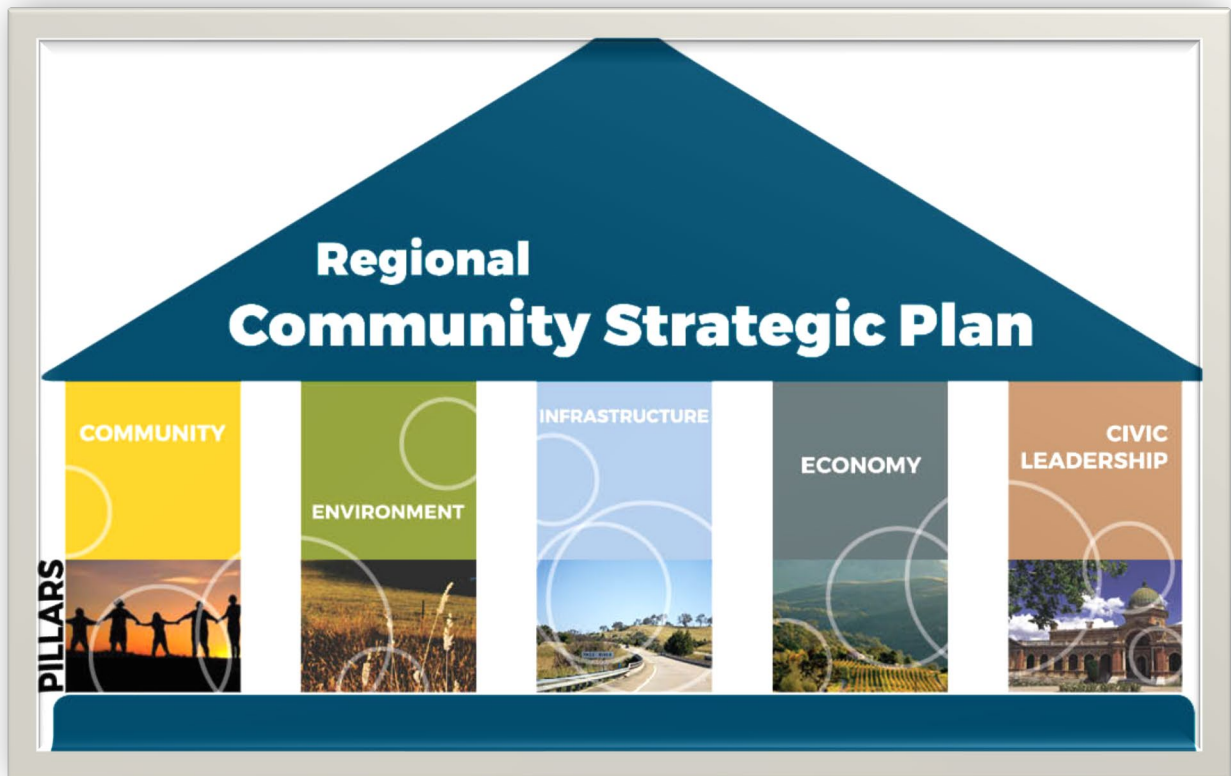 Regional
Community Strategic Plan
COMMUNITY
ENVIRONMENT
INFRASTRUCTURE
ECONOMY
CIVIC
LEADERSHIP
PILLARS